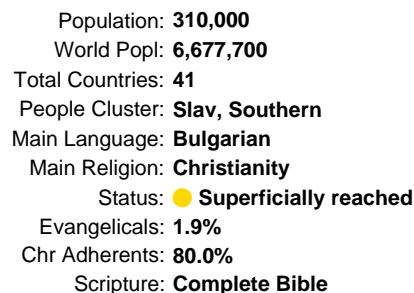 Population: 310,000
World Popl: 6,677,700
Total Countries: 41
People Cluster: Slav, Southern
Main Language: Bulgarian
Main Religion: Christianity
Status: Superficially reached
Evangelicals: 1.9%
Chr Adherents: 80.0%
Scripture: Complete Bible